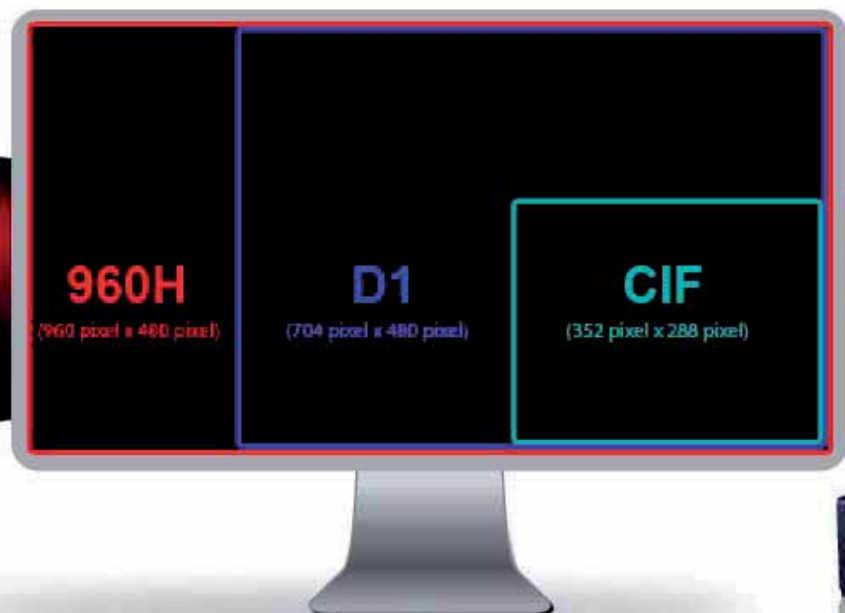 960H
(960 pixel x 480 pixel)
D1
(704 pixel x 480 pixel)
CIF
(352 pixel x 288 pixel)